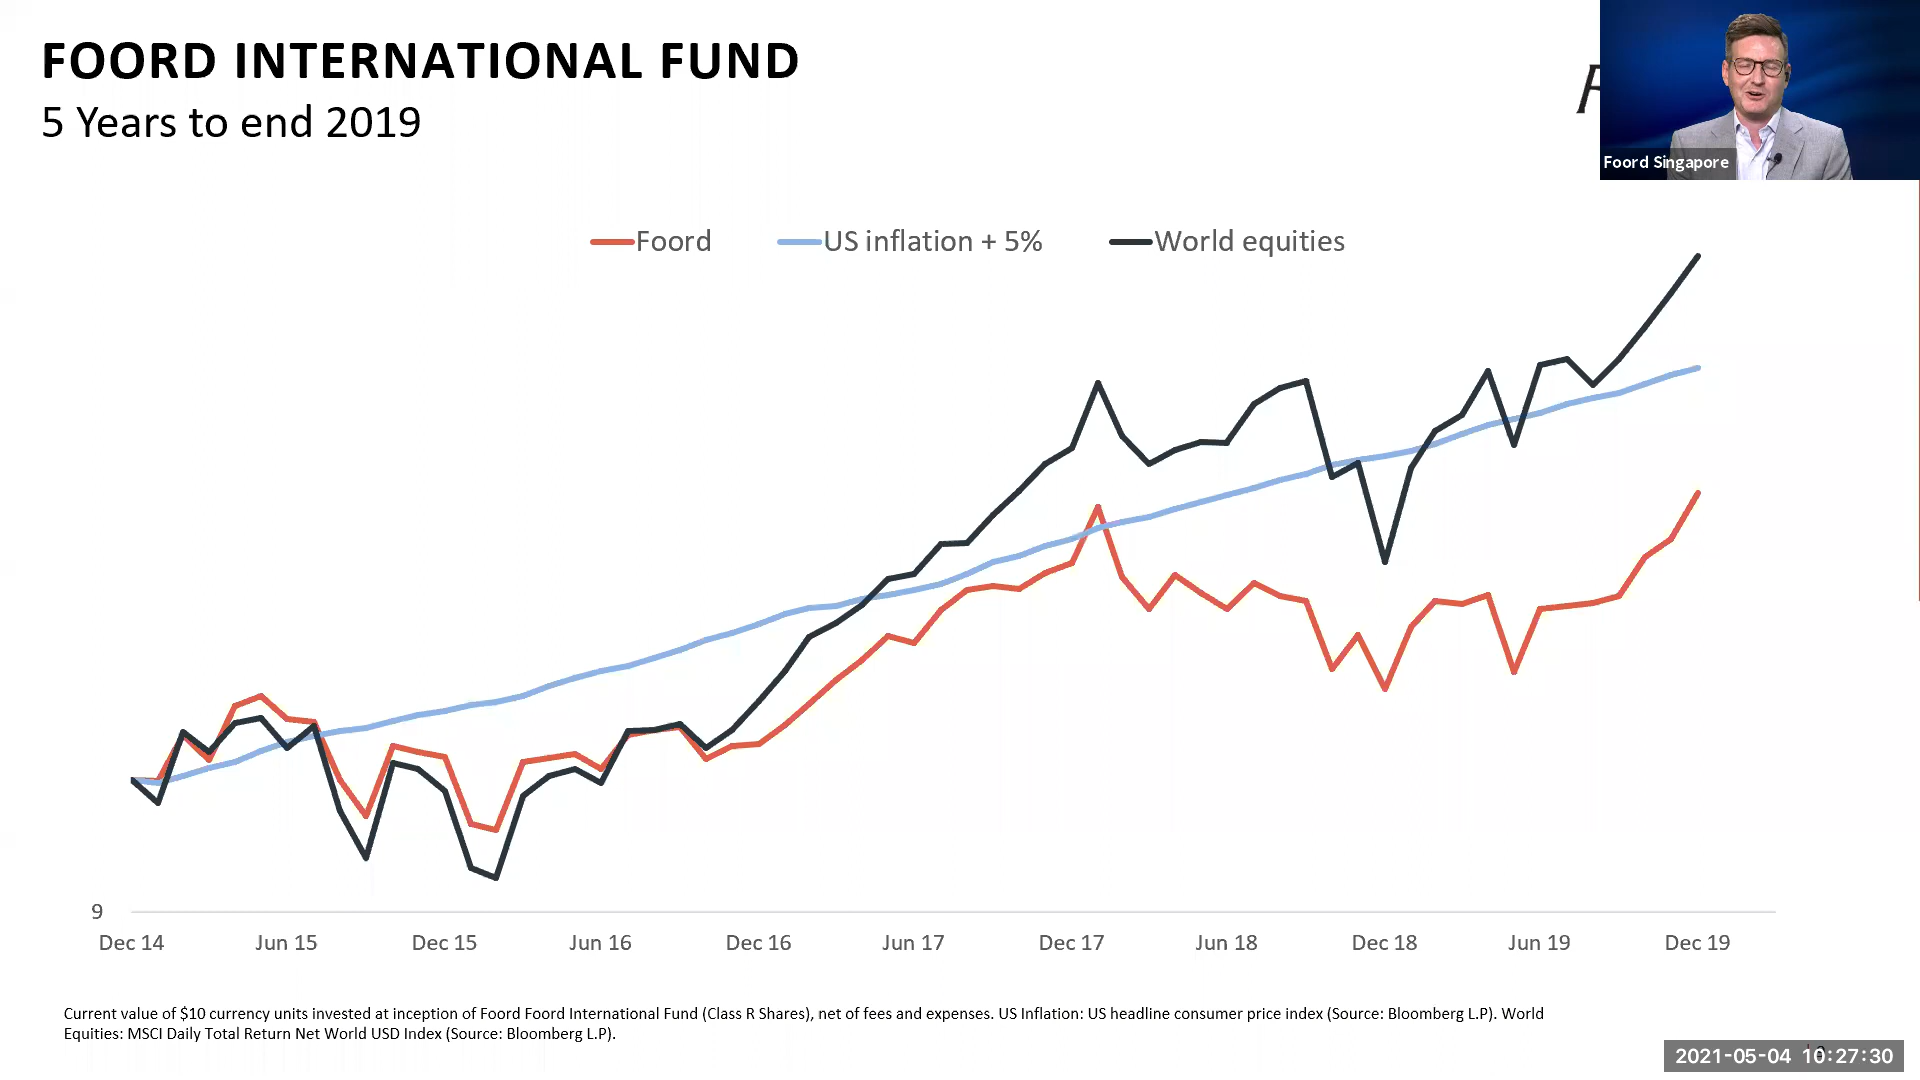 FOORD INTERNATIONAL FUND
5 Years to end 2019
Foord Singapore
Foord US inflation + 5% World equities
9
Dec 14 Jun 15 Dec 15 Jun 16 Dec 16 Jun 17 Dec 17 Jun 18 Dec 18 Jun 19 Dec 19
Current value of $10 currency units invested at inception of Foord Foord International Fund (Class R Shares), net of fees and expenses. US Inflation: US headline consumer price index (Source: Bloomberg L.P). World
Equities: MSCI Daily Total Return Net World USD Index (Source: Bloomberg L.P).
2021-05-04 10:27:30